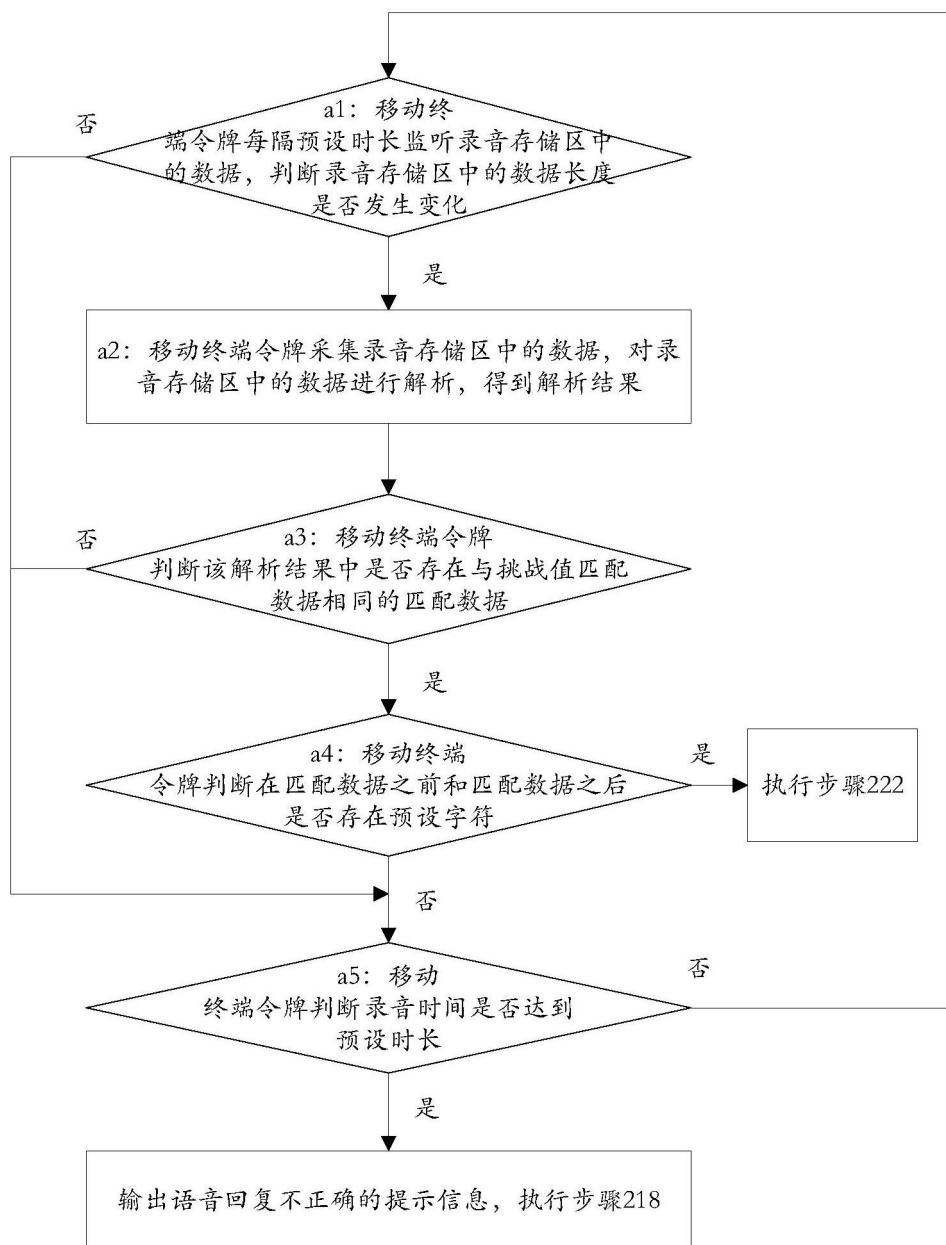 否
a1：移动终
端令牌每隔预设时长监听录音存储区中
的数据，判断录音存储区中的数据长度
是否发生变化
是
a2：移动终端令牌采集录音存储区中的数据，对录
音存储区中的数据进行解析，得到解析结果
否
a3：移动终端令牌
判断该解析结果中是否存在与挑战值匹配
数据相同的匹配数据
是
a4：移动终端
令牌判断在匹配数据之前和匹配数据之后
是否存在预设字符
是
执行步骤222
否
a5：移动
终端令牌判断录音时间是否达到
预设时长
否
是
输出语音回复不正确的提示信息，执行步骤218